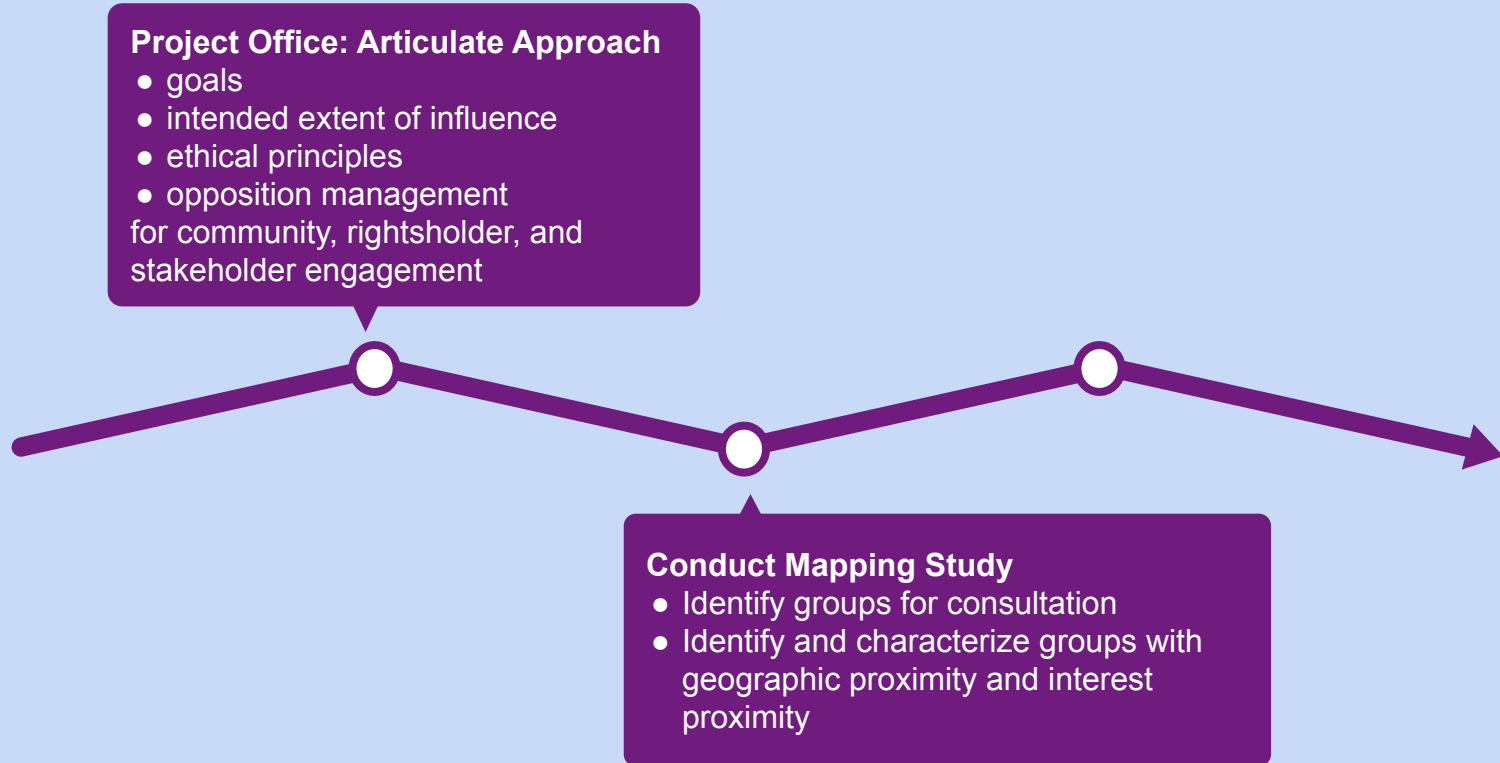 Project Office: Articulate Approach
● goals
● intended extent of influence
● ethical principles
● opposition management
for community, rightsholder, and
stakeholder engagement
Conduct Mapping Study
● Identify groups for consultation
● Identify and characterize groups with
geographic proximity and interest
proximity